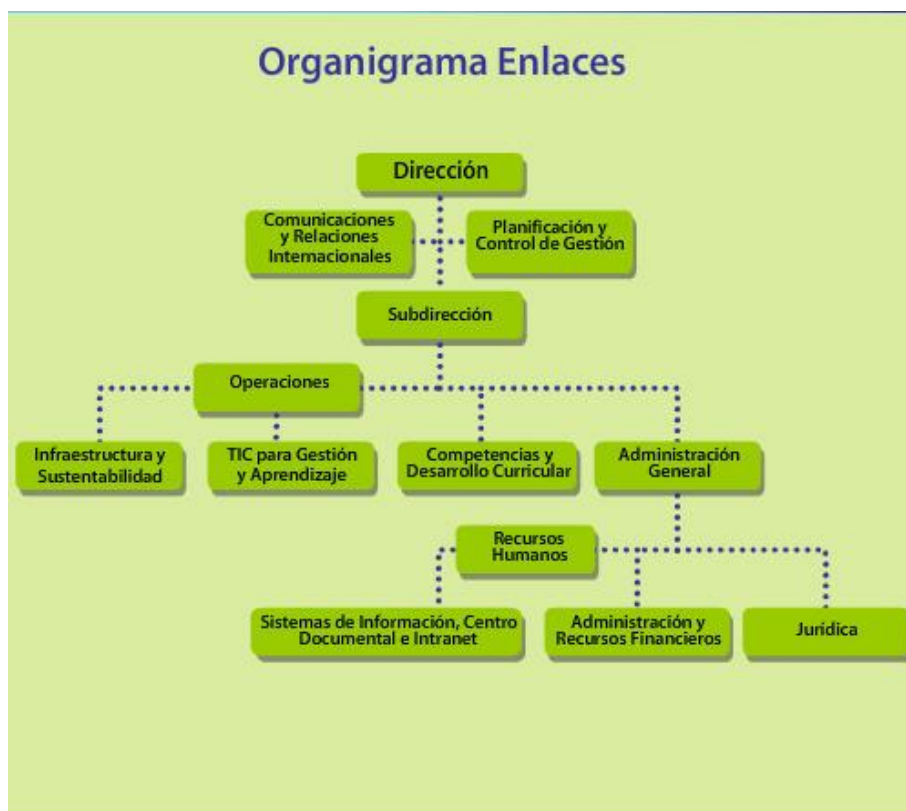 Organigrama Enlaces
Dirección
Comunicaciones
y Relaciones
Internacionales
Planificación y
Control de Gestión
Subdirección
Operaciones
Infraestructura y
Sustentabilidad
TIC para Gestión
y Aprendizaje
Competencias y
Desarrollo Curricular
Administración
General
Recursos
Humanos
Sistemas de Información, Centro
Documental e Intranet
Administración y
Recursos Financieros
Jurídica